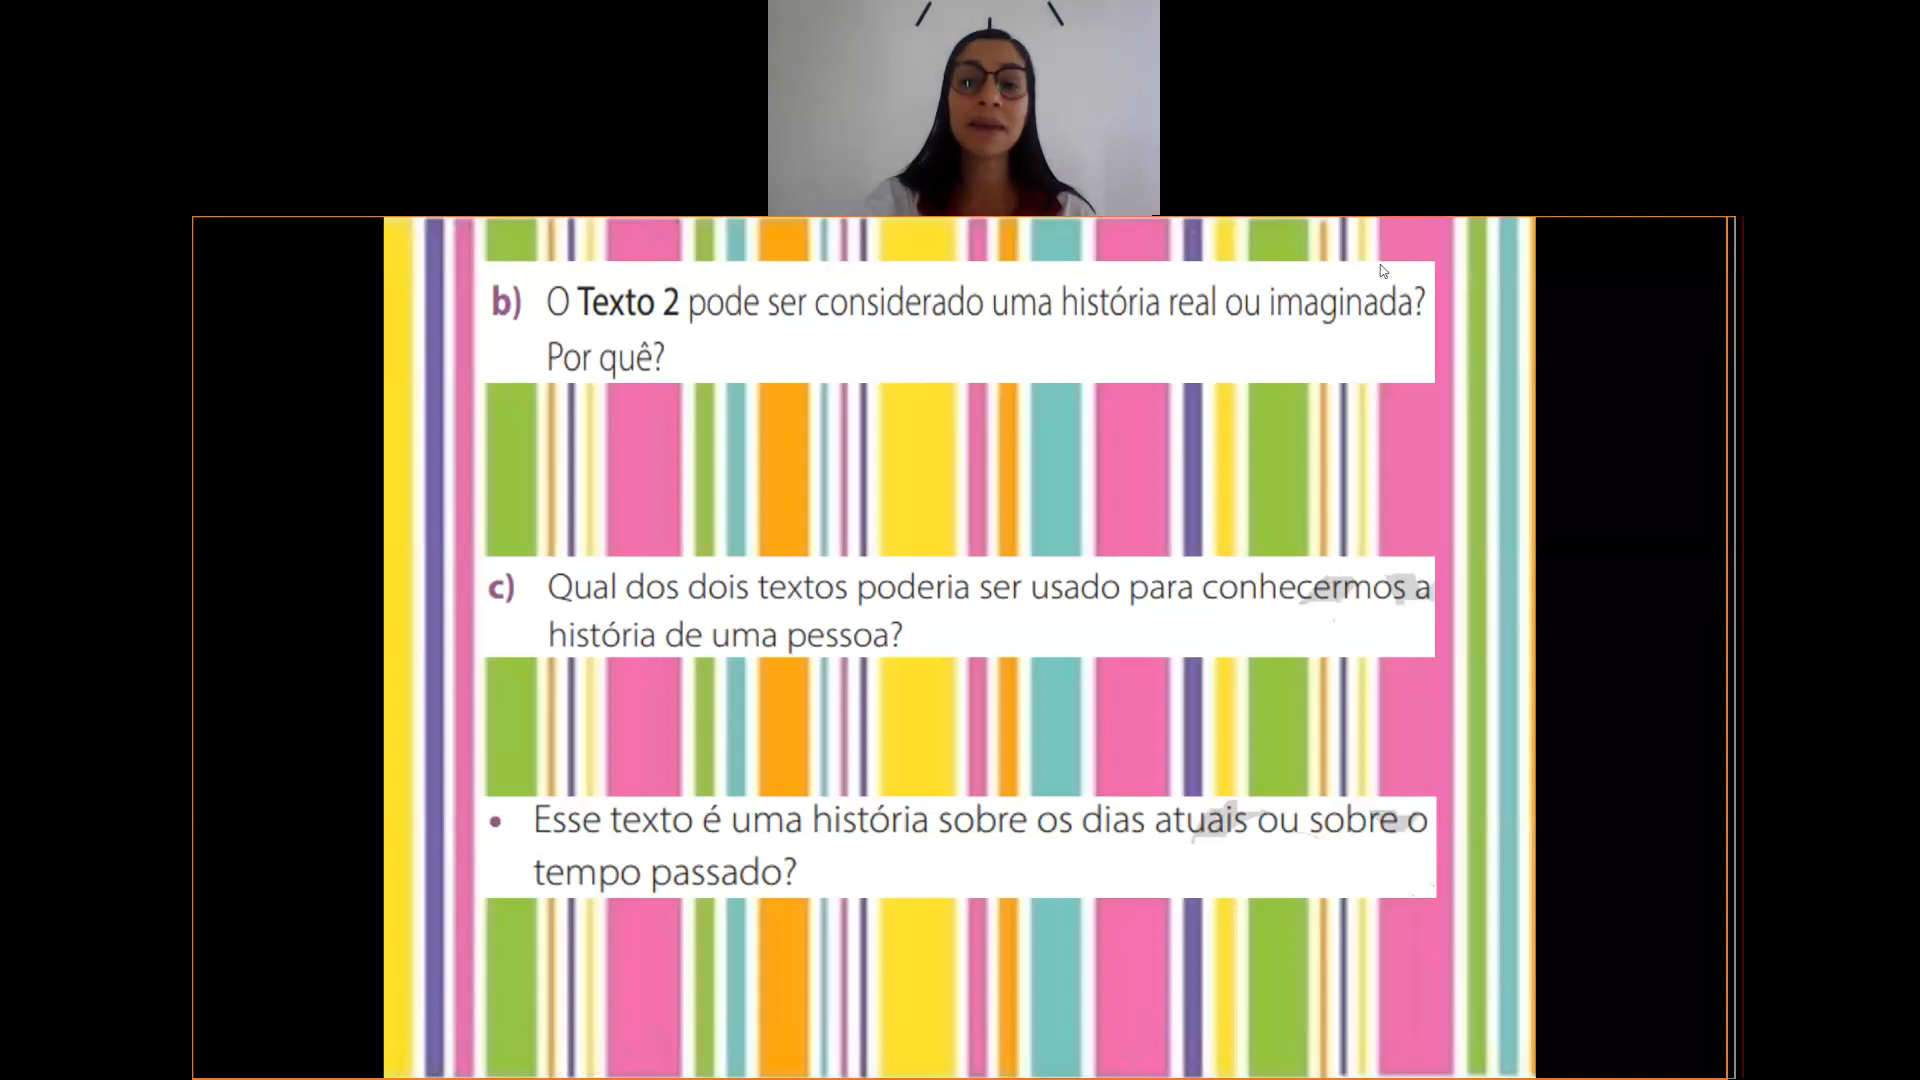 b) O Texto 2 pode ser considerado uma história real ou imaginada?
Por quê?
c) Qual dos dois textos poderia ser usado para conhecermos a
história de uma pessoa?
• Esse texto é uma história sobre os dias atuais ou sobre o
tempo passado?